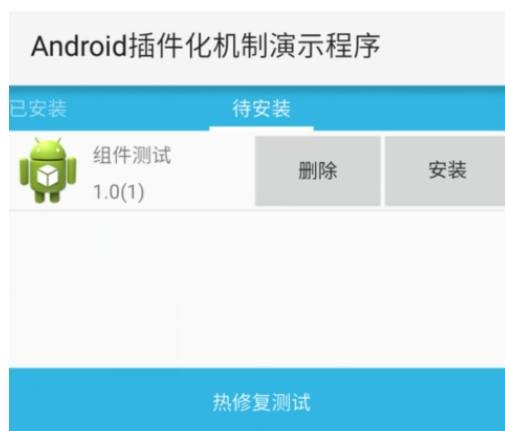 Android插件化机制演示程序
已安装 待安装
组件测试
1.0(1)
删除 安装
热修复测试